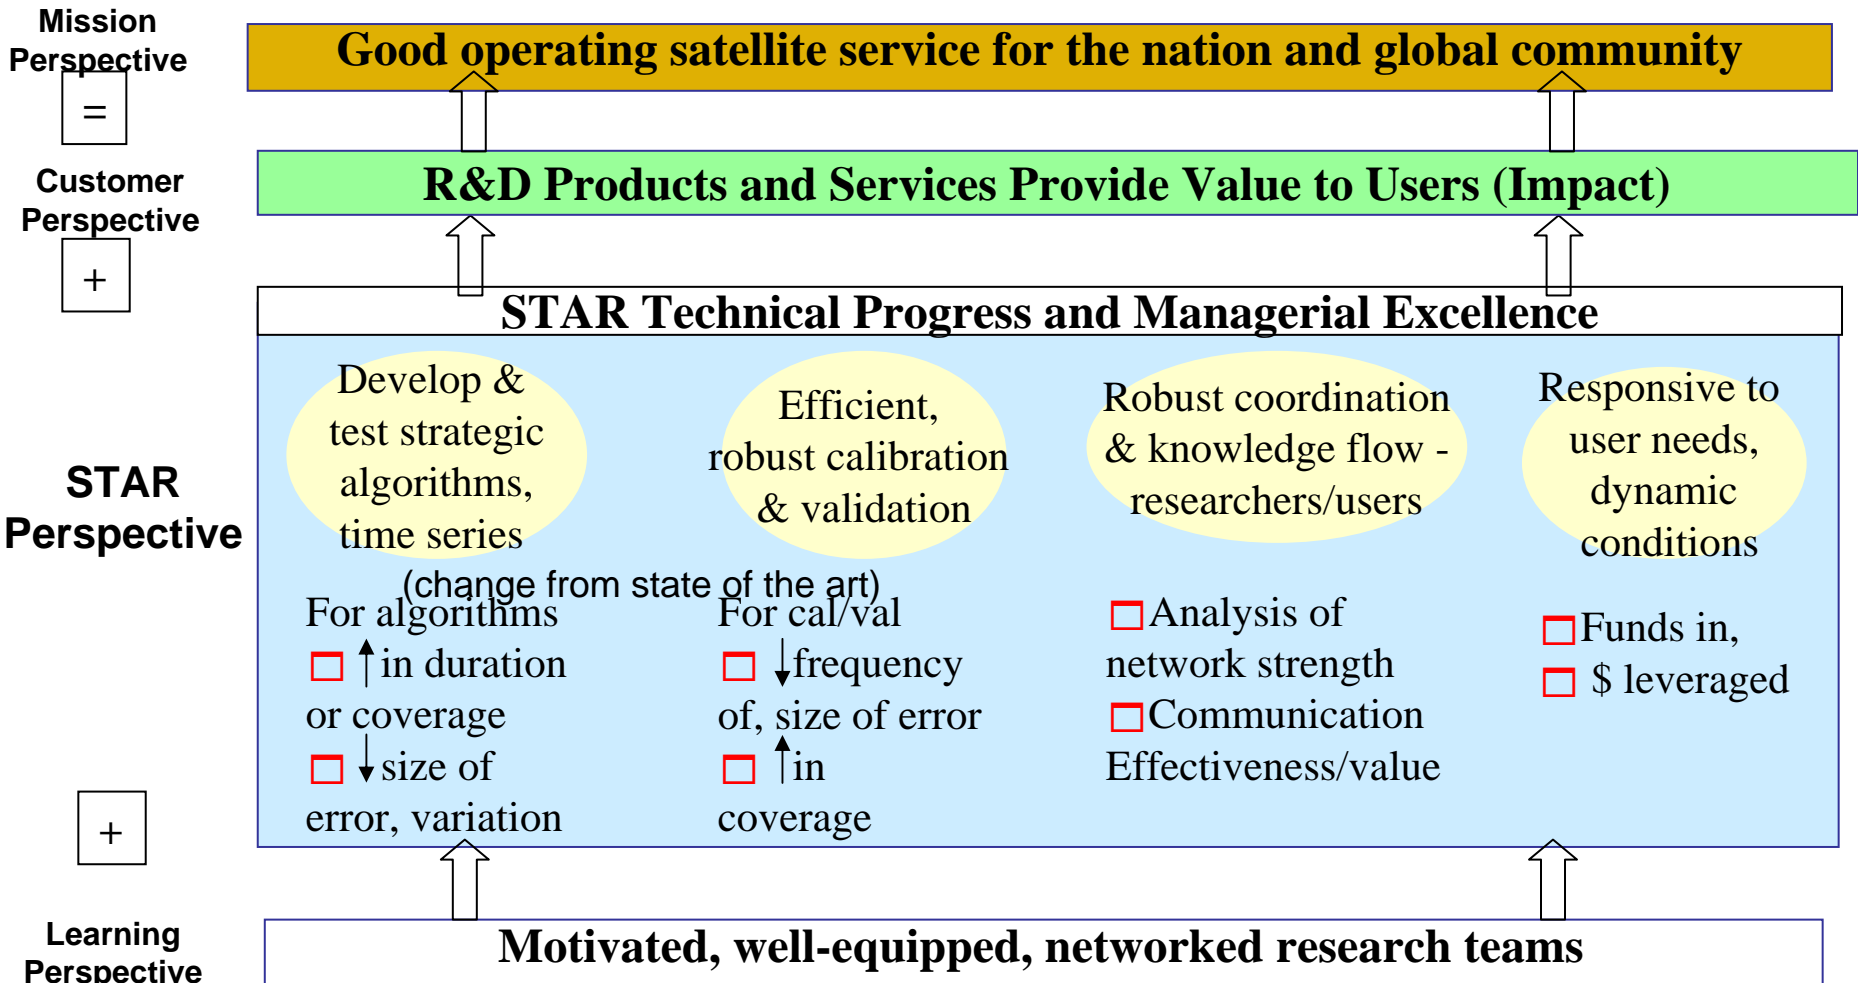 Mission
Perspective
=
Good operating satellite service for the nation and global community
Customer
Perspective
+
R&D Products and Services Provide Value to Users (Impact)
STAR Technical Progress and Managerial Excellence
STAR
Perspective
Develop &
test strategic
algorithms,
time series
Efficient,
robust calibration
& validation
Robust coordination
& knowledge flow -
researchers/users
Responsive to
user needs,
dynamic
conditions
(change from state of the art)
For algorithms
↑in duration
or coverage
↓size of
error, variation
For cal/val
↓frequency
of, size of error
↑in
coverage
Analysis of
network strength
Communication
Effectiveness/value
Funds in,
$ leveraged
+
Learning
Perspective
Motivated, well-equipped, networked research teams